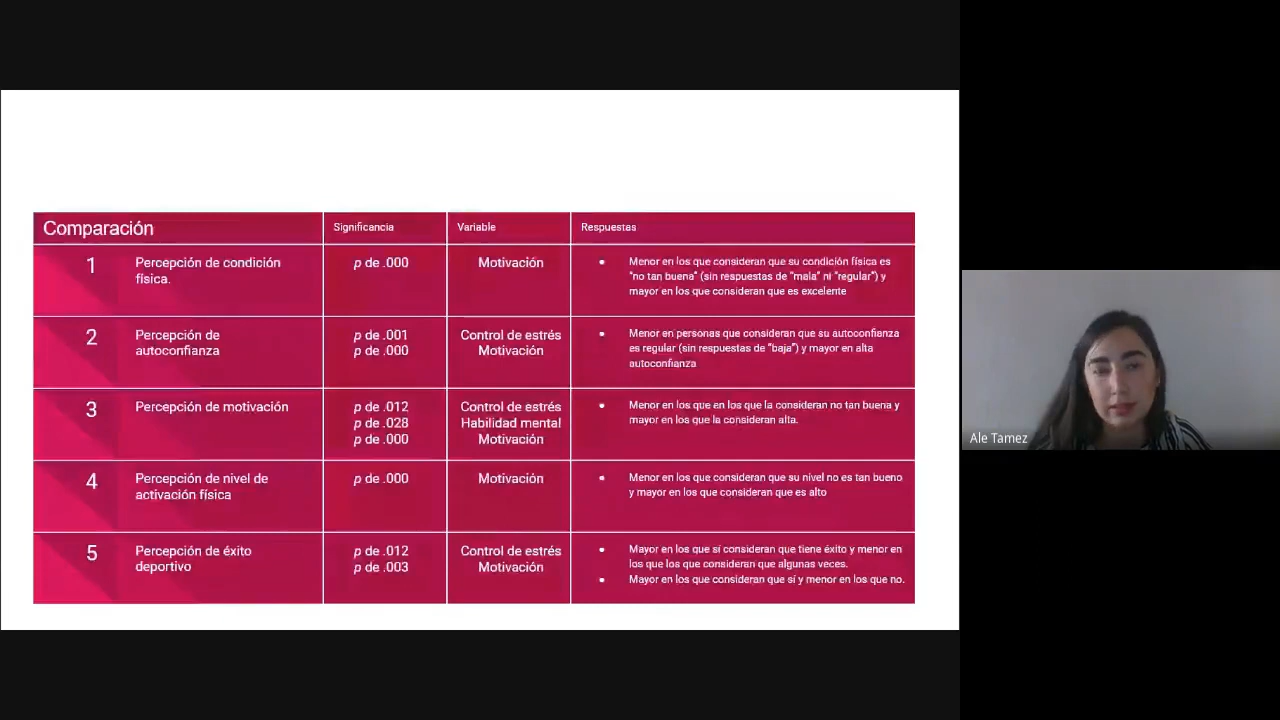 Comparación
Significancia
Variable
Respuestas
1
Percepción de condición
física.
p de .000
Motivación
• Menor en los que consideran que su condición física es
"no tan buena" (sin respuestas de "mala" ni "regular") y
mayor en los que consideran que es excelente
2
Percepción de
autoconfianza
p de .001
p de .000
Control de estrés
Motivación
• Menor en personas que consideran que su autoconfianza
es regular (sin respuestas de "baja") y mayor en alta
autoconfianza
3
Percepción de motivación
p de .012
p de .028
p de .000
Control de estrés
Habilidad mental
Motivación
• Menor en los que en los que la consideran no tan buena y
mayor en los que la consideran alta.
4
Percepción de nivel de
activación física
p de .000
Motivación
• Menor en los que consideran que su nivel no es tan bueno
y mayor en los que consideran que es alto
5
Percepción de éxito
deportivo
p de .012
p de .003
Control de estrés
Motivación
• Mayor en los que sí consideran que tiene éxito y menor en
los que los que consideran que algunas veces.
• Mayor en los que consideran que sí y menor en los que no.
Ale Tamez